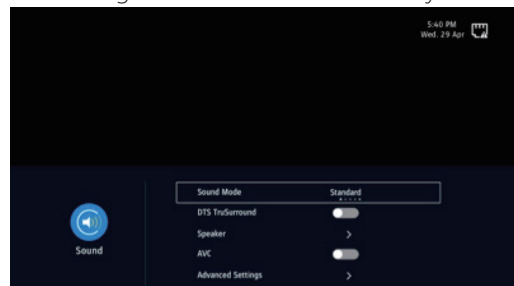 5:40 PM
Wed. 29 Apr
Sound Mode Standard
DTS TruSurround
Speaker
Sound
AVC
Advanced Settings